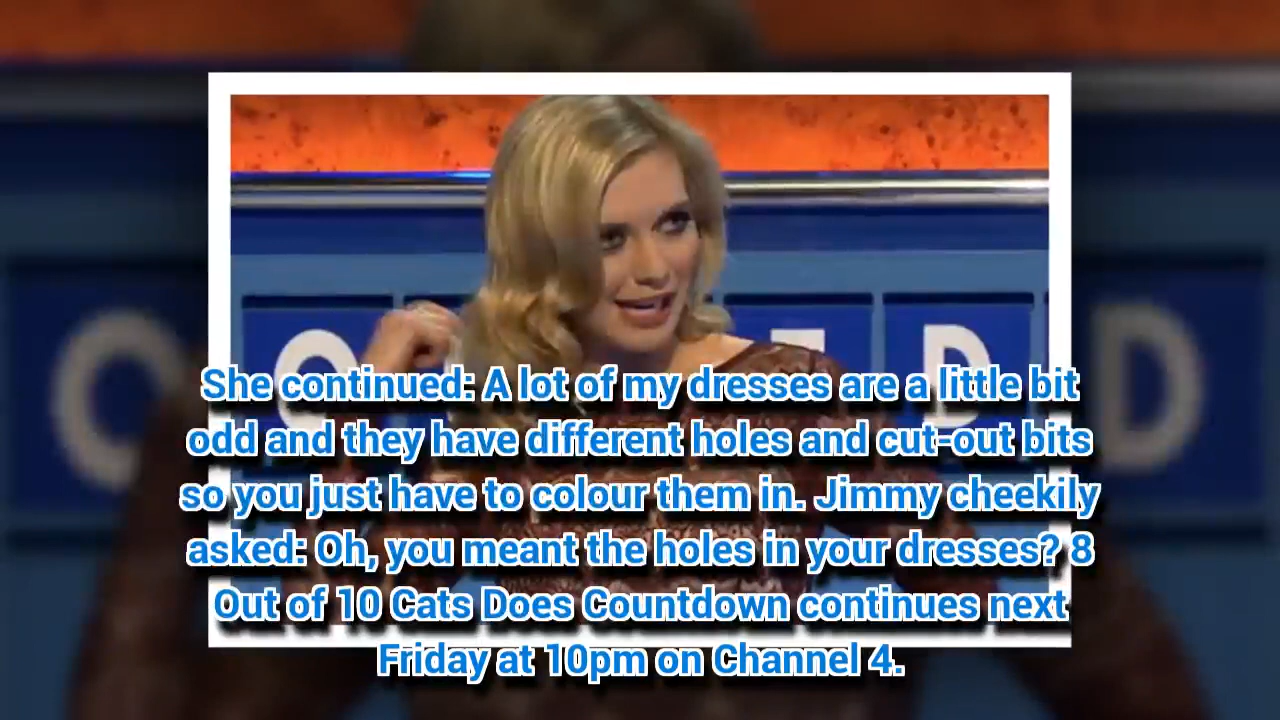 O E D
D
She continued: A lot of my dresses are a little bit
odd and they have different holes and cut-out bits
so you just have to colour them in. Jimmy cheekily
asked: Oh, you meant the holes in your dresses? 8
Out of 10 Cats Does Countdown continues next
Friday at 10pm on Channel 4.